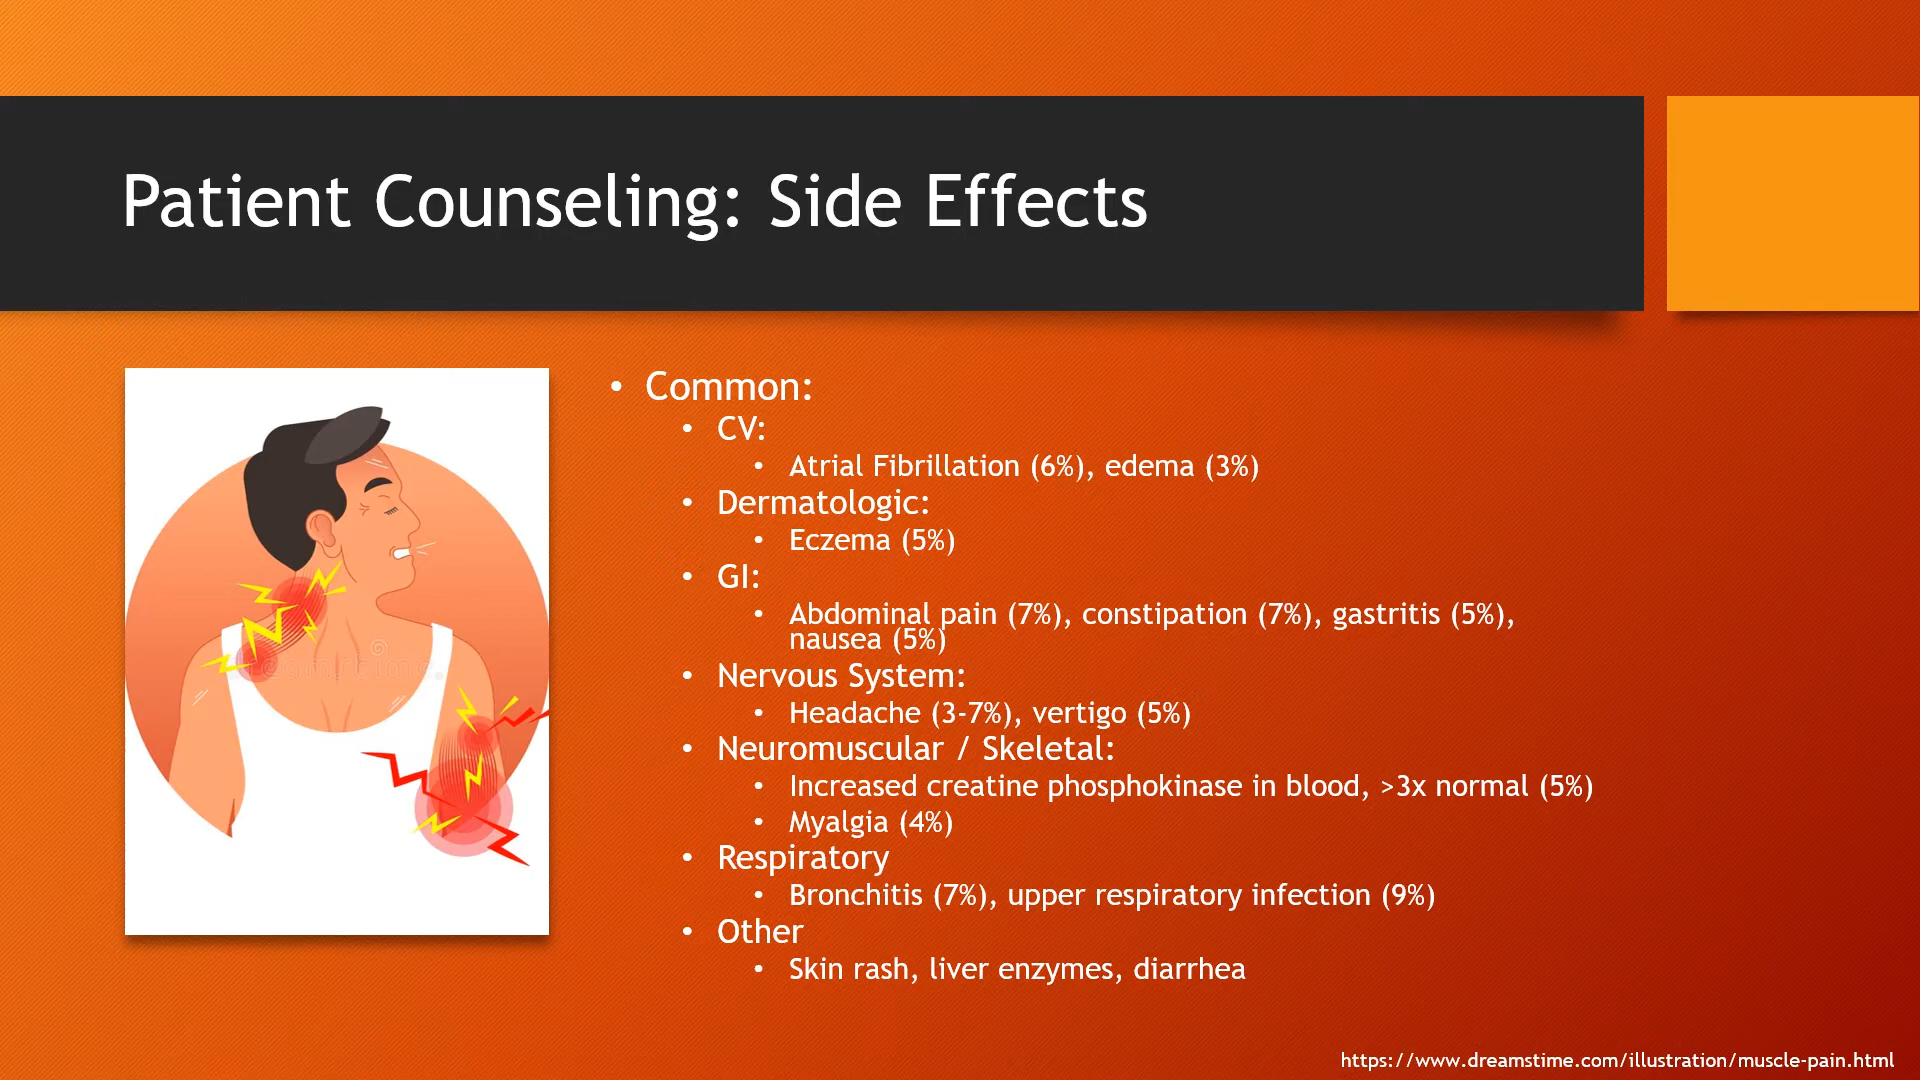 Patient Counseling: Side Effects
• Common:
• CV:
• Atrial Fibrillation (6%), edema (3%)
• Dermatologic:
• Eczema (5%)
• GI:
• Abdominal pain (7%), constipation (7%), gastritis (5%),
nausea (5%)
• Nervous System:
• Headache (3-7%), vertigo (5%)
• Neuromuscular / Skeletal:
• Increased creatine phosphokinase in blood, >3x normal (5%)
• Myalgia (4%)
• Respiratory
• Bronchitis (7%), upper respiratory infection (9%)
• Other
• Skin rash, liver enzymes, diarrhea
https://www.dreamstime.com/illustration/muscle-pain.html